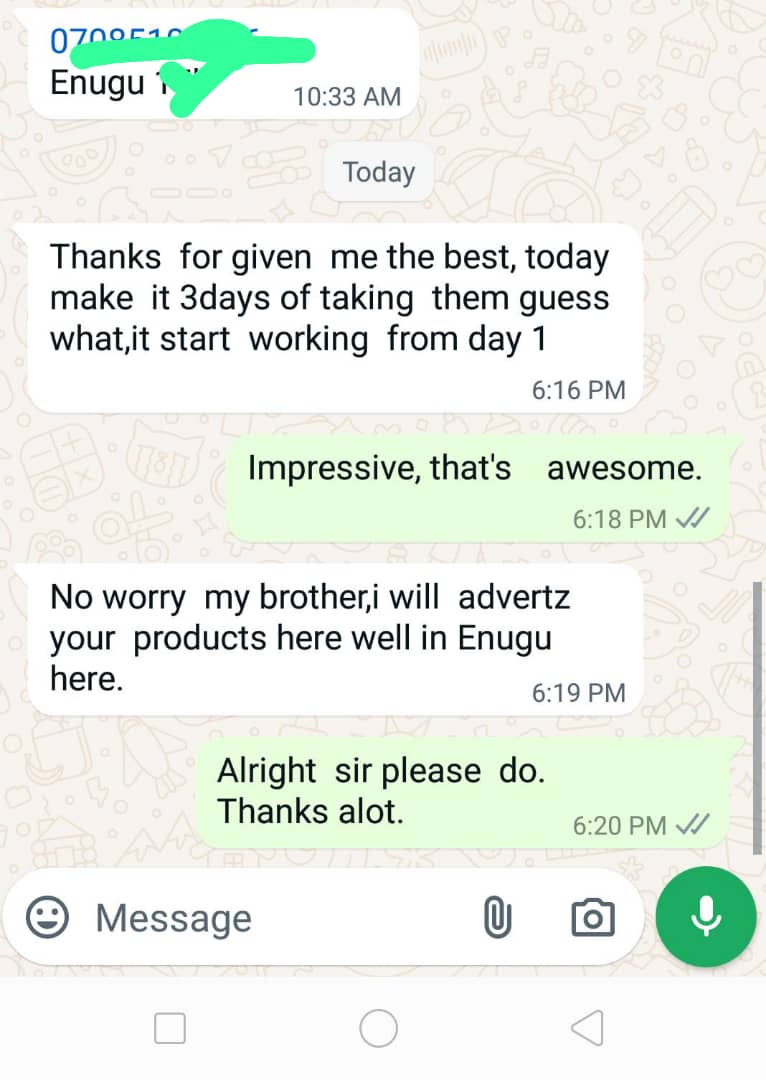 Enugu
10:33 AM
Today
Thanks for given me the best, today
make it 3days of taking them guess
what,it start working from day 1
6:16 PM
Impressive, that's awesome.
6:18 PM
No worry my brother,i will advertz
your products here well in Enugu
here.
6:19 PM
Alright sir please do.
Thanks alot.
6:20 PM
Message